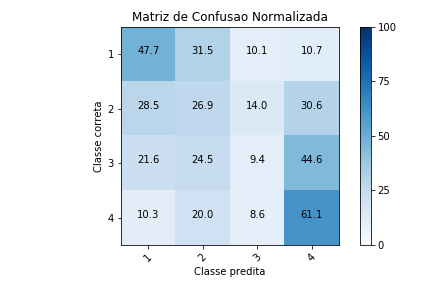 Matriz de Confusao Normalizada
Classe correta
1 47.7 31.5 10.1 10.7
2 28.5 26.9 14.0 30.6
3 21.6 24.5 9.4 44.6
4 10.3 20.0 8.6 61.1
1 2 3 4
Classe predita
100
75
50
25
0